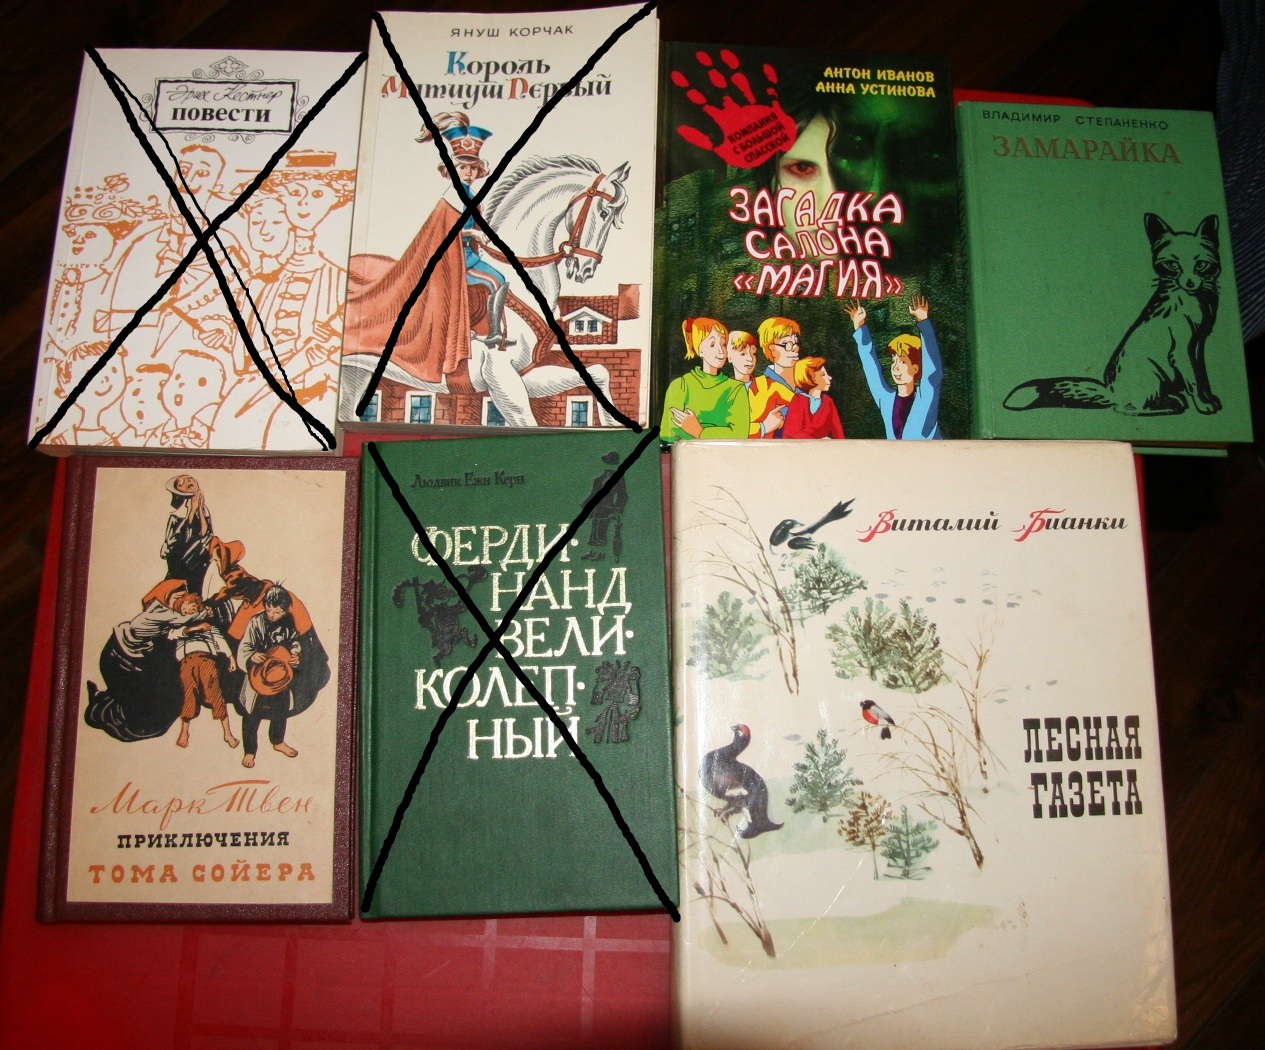 Эрих Кестнер
ПОВЕСТИ
ЯНУШ КОРЧАК
Король
Матиуш Первый
АНТОН ИВАНОВ
АННА УСТИНОВА
КОМПАНИЯ
С БОЛЬШОЙ
СПАССКОЙ
ЗАГАДКА
САЛОНА
«МАГИЯ»
ВЛАДИМИР СТЕПАНЕНКО
ЗАМАРАЙКА
Марк Твен
ПРИКЛЮЧЕНИЯ
ТОМА СОЙЕРА
Людвик Ежи Керн
ФЕРДИ·
НАНД
ВЕЛИ·
КОЛЕП·
НЫЙ
Виталий Бианки
ЛЕСНАЯ
ГАЗЕТА